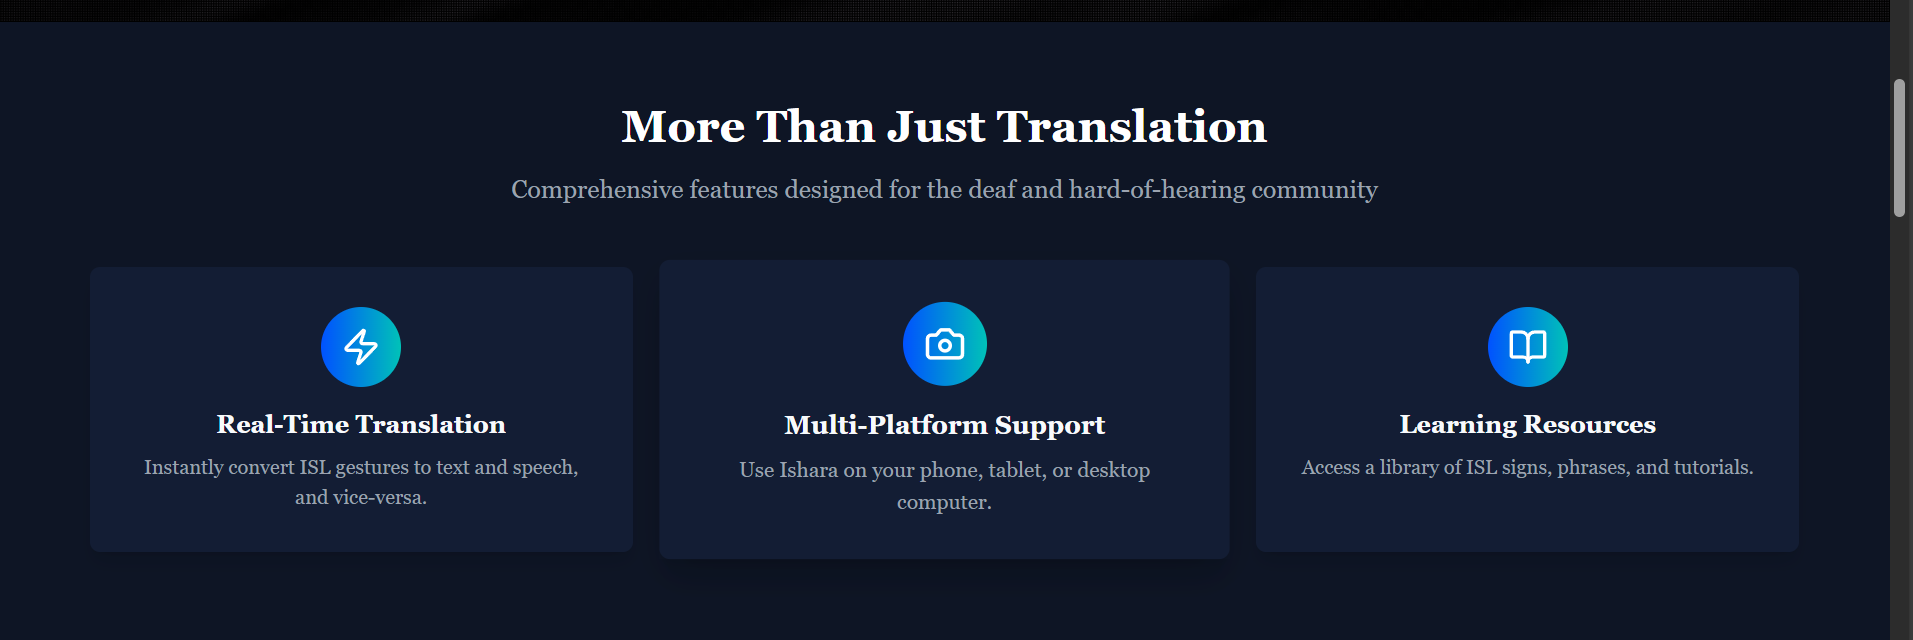 More Than Just Translation
Comprehensive features designed for the deaf and hard-of-hearing community
Real-Time Translation
Instantly convert ISL gestures to text and speech,
and vice-versa.
Multi-Platform Support
Use Ishara on your phone, tablet, or desktop
computer.
Learning Resources
Access a library of ISL signs, phrases, and tutorials.